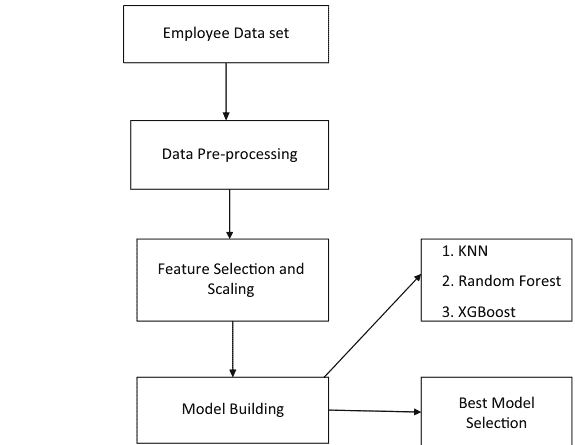 Employee Data set
Data Pre-processing
Feature Selection and
Scaling
1. KNN
2. Random Forest
3. XGBoost
Model Building
Best Model
Selection